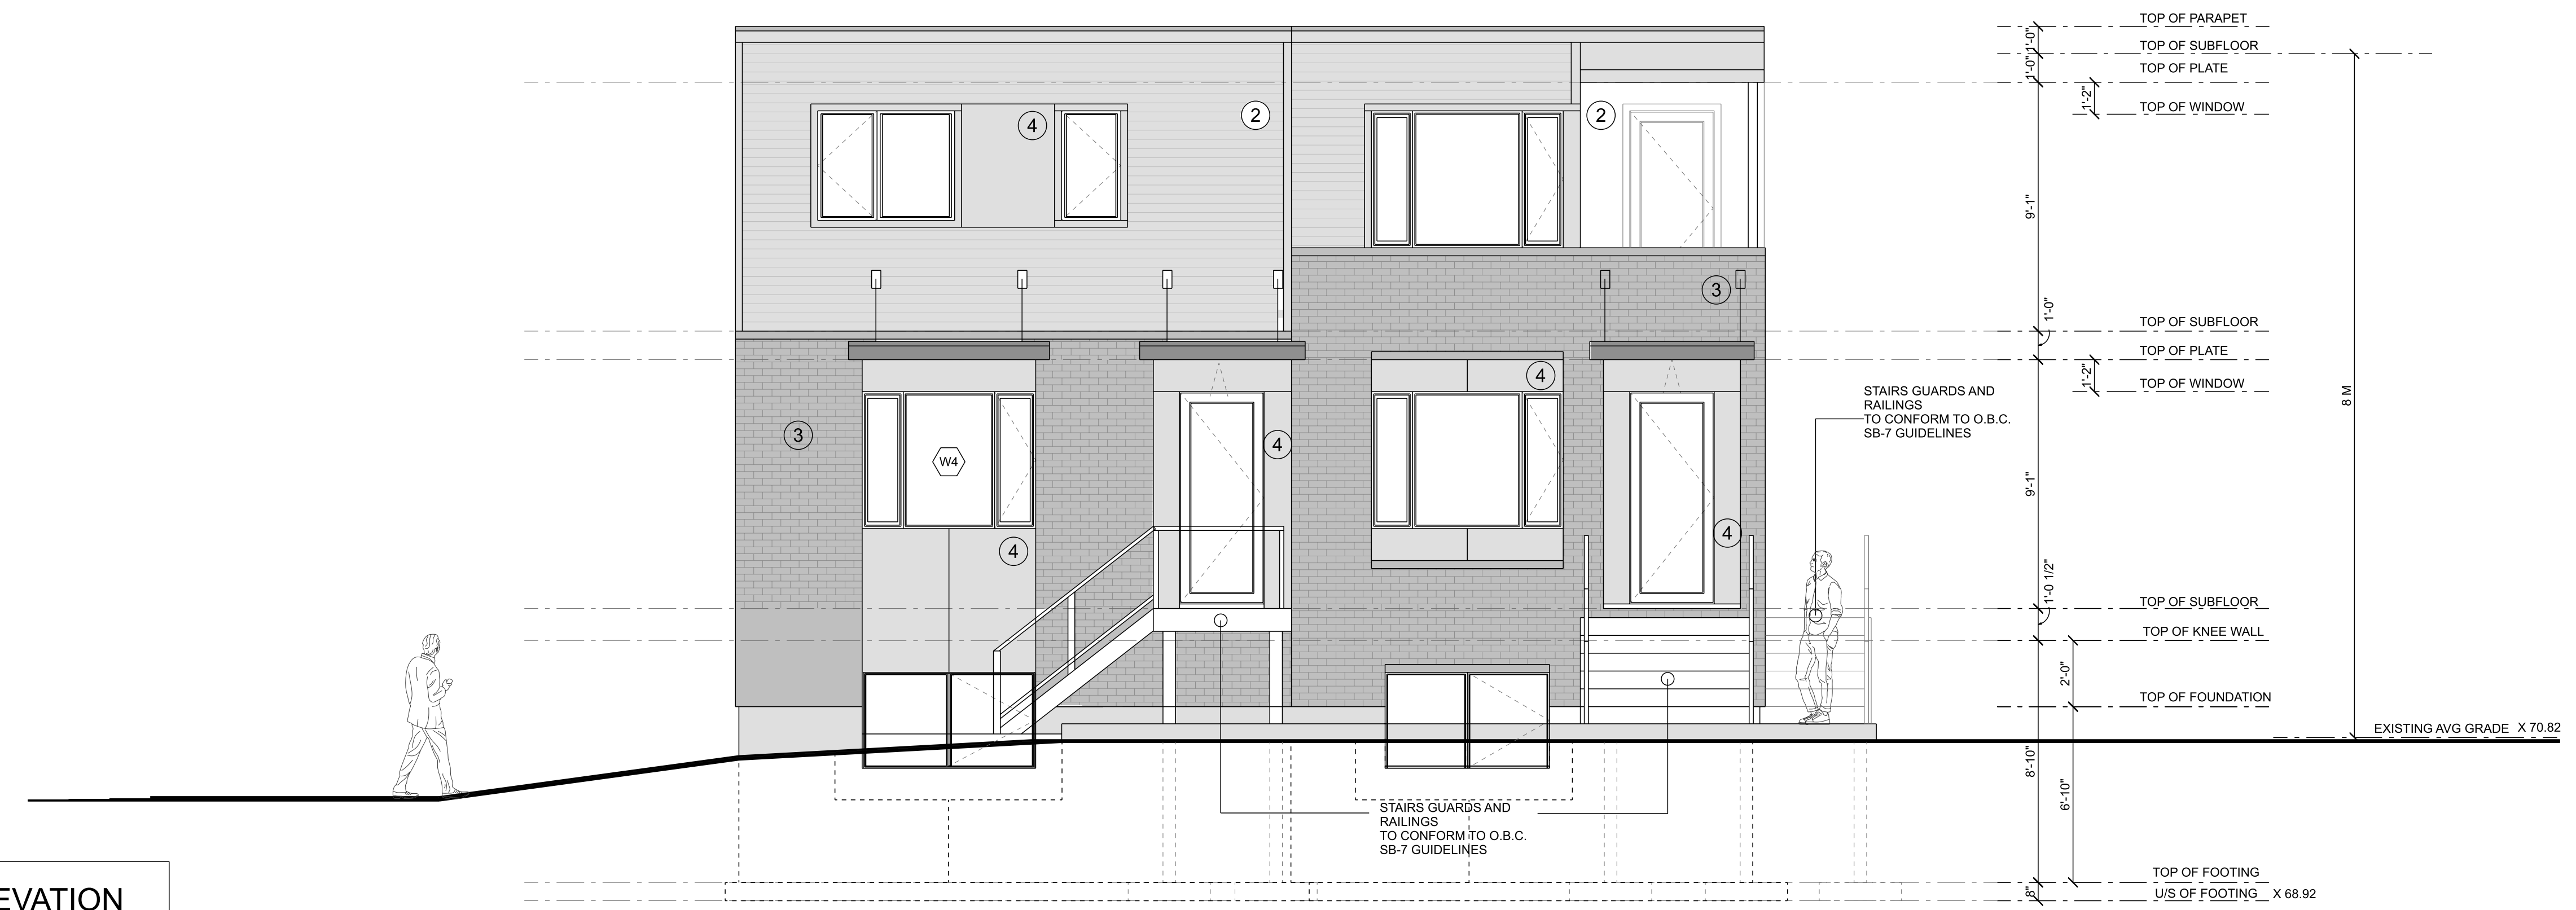 TOP OF PARAPET
1'-0"
TOP OF SUBFLOOR
1'-0"
TOP OF PLATE
1'-2"
TOP OF WINDOW
2
4
2
9'-1"
3
1'-0"
TOP OF SUBFLOOR
TOP OF PLATE
1'-2"
TOP OF WINDOW
4
STAIRS GUARDS AND
RAILINGS
TO CONFORM TO O.B.C.
SB-7 GUIDELINES
8 M
3
4
W4
9'-1"
4
4
1'-0 1/2"
TOP OF SUBFLOOR
TOP OF KNEE WALL
2'-0"
TOP OF FOUNDATION
EXISTING AVG GRADE X 70.82
8'-10"
6'-10"
STAIRS GUARDS AND
RAILINGS
TO CONFORM TO O.B.C.
SB-7 GUIDELINES
TOP OF FOOTING
8"
U/S OF FOOTING X 68.92
EVATION